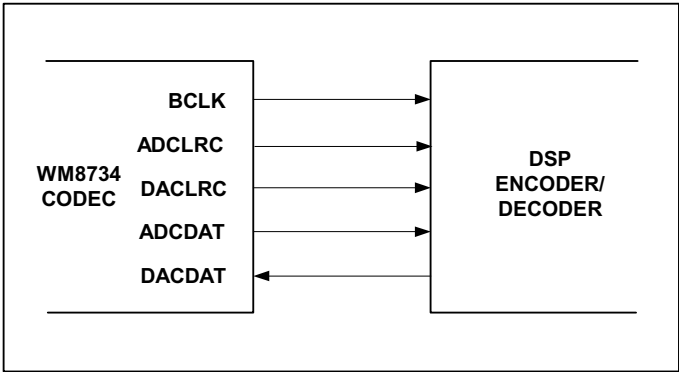 BCLK
ADCLRC
WM8734
CODEC
DACLRC
ADCDAT
DACDAT
DSP
ENCODER/
DECODER